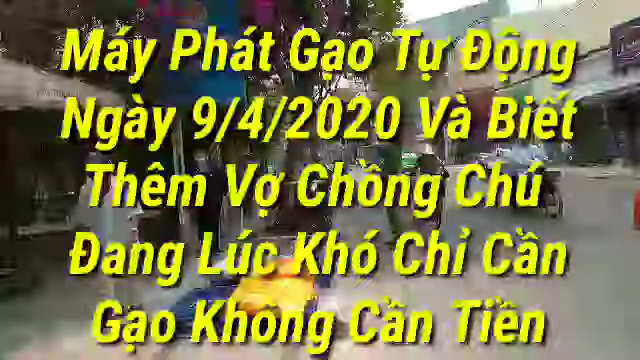 Máy Phát Gạo Tự Động
Ngày 9/4/2020 Và Biết
Thêm Vợ Chồng Chú
Đang Lúc Khó Chỉ Cần
Gạo Không Cần Tiền